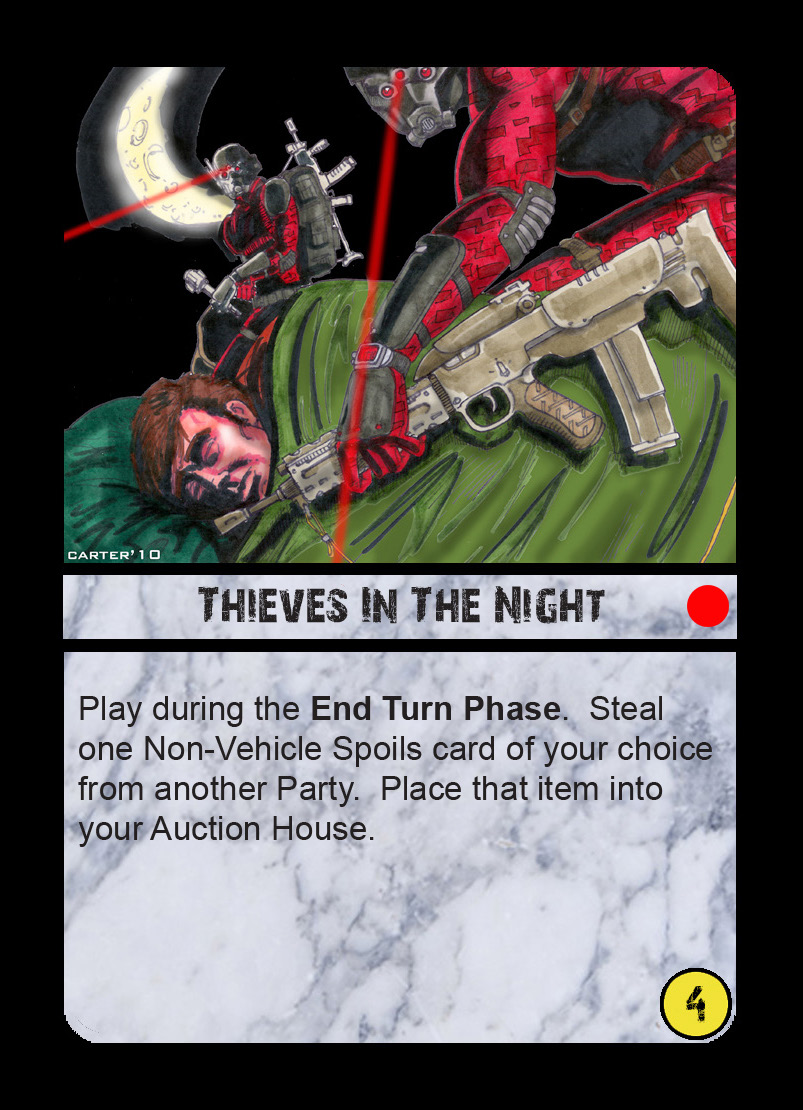 CARTER'10
Thieves In The Night
Play during the End Turn Phase.  Steal
one Non-Vehicle Spoils card of your choice
from another Party.  Place that item into
your Auction House.
4